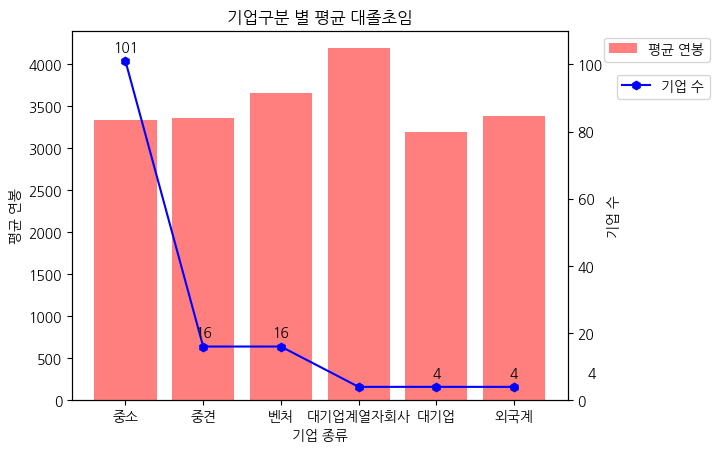 기업구분 별 평균 대졸초임
평균 연봉
기업 수
4000
3500
3000
2500
2000
1500
1000
500
0
평균 연봉
100
80
60
40
20
0
기업 수
101
16
16
4
4
4
중소
중견
벤처
대기업계열자회사
대기업
외국계
기업 종류